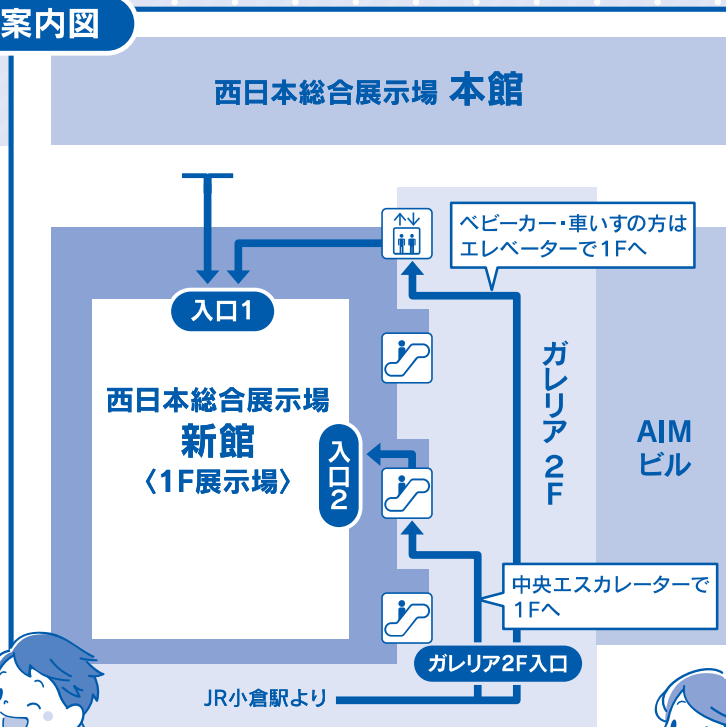 案内図
西日本総合展示場 本館
ベビーカー・車いすの方は
エレベーターで1Fへ
入口1
西日本総合展示場
新館
〈1F展示場〉
入口2
ガレリア 2F
AIM
ビル
中央エスカレーターで
1Fへ
ガレリア2F入口
JR小倉駅より